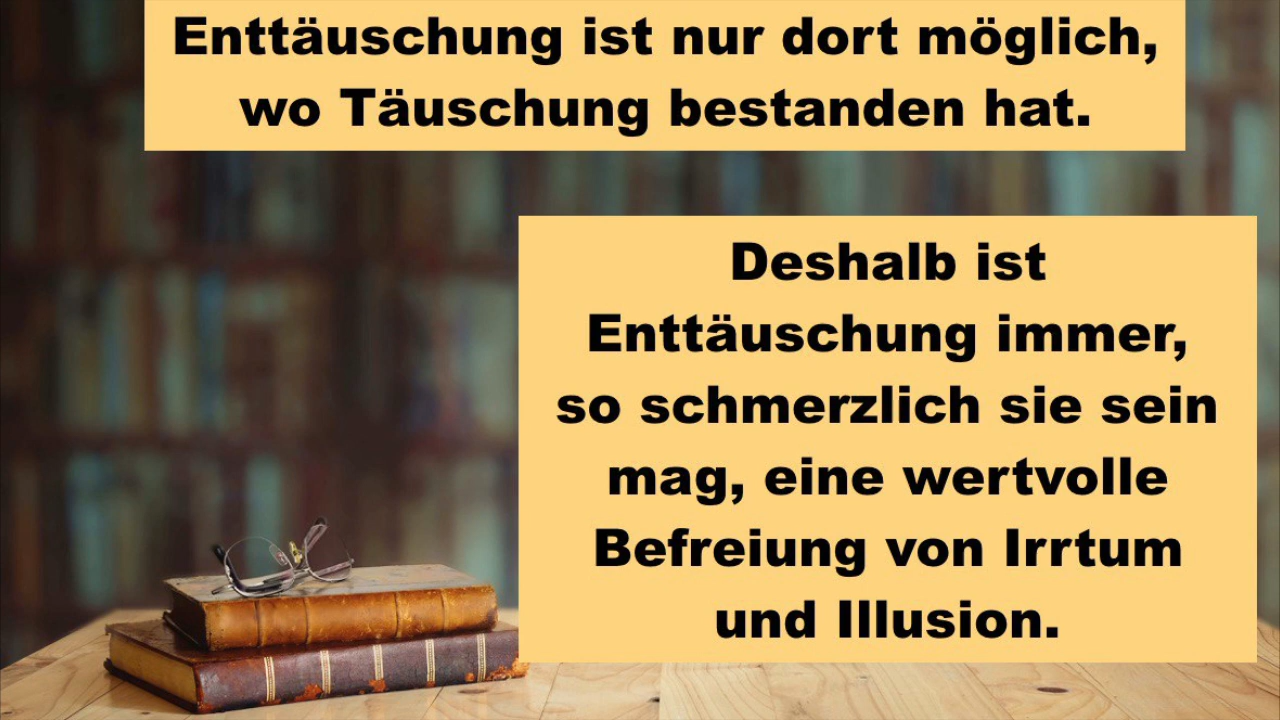 Enttäuschung ist nur dort möglich,
wo Täuschung bestanden hat.
Deshalb ist
Enttäuschung immer,
so schmerzlich sie sein
mag, eine wertvolle
Befreiung von Irrtum
und Illusion.